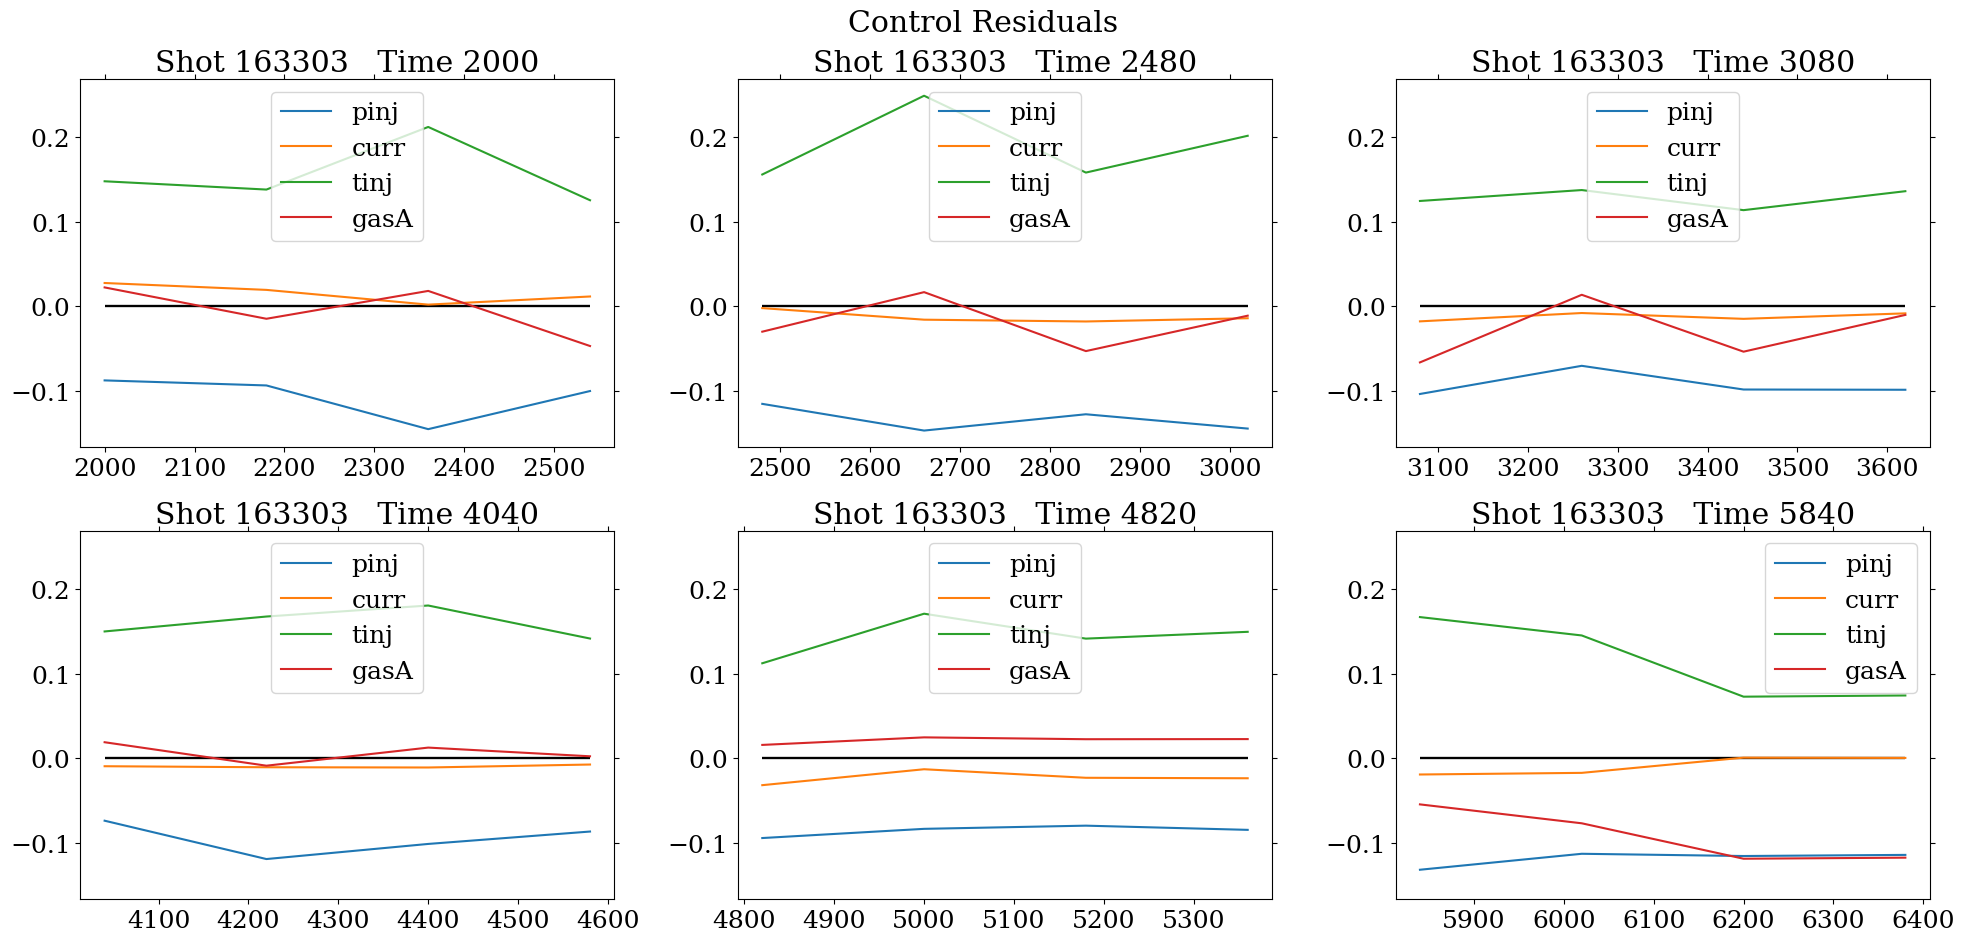 Control Residuals
Shot 163303   Time 2000
0.2
0.1
0.0
−0.1
pinj
curr
tinj
gasA
2000 2100 2200 2300 2400 2500
Shot 163303   Time 2480
0.2
0.1
0.0
−0.1
pinj
curr
tinj
gasA
2500 2600 2700 2800 2900 3000
Shot 163303   Time 3080
0.2
0.1
0.0
−0.1
pinj
curr
tinj
gasA
3100 3200 3300 3400 3500 3600
Shot 163303   Time 4040
0.2
0.1
0.0
−0.1
pinj
curr
tinj
gasA
4100 4200 4300 4400 4500 4600
Shot 163303   Time 4820
0.2
0.1
0.0
−0.1
pinj
curr
tinj
gasA
4800 4900 5000 5100 5200 5300
Shot 163303   Time 5840
0.2
0.1
0.0
−0.1
pinj
curr
tinj
gasA
5900 6000 6100 6200 6300 6400